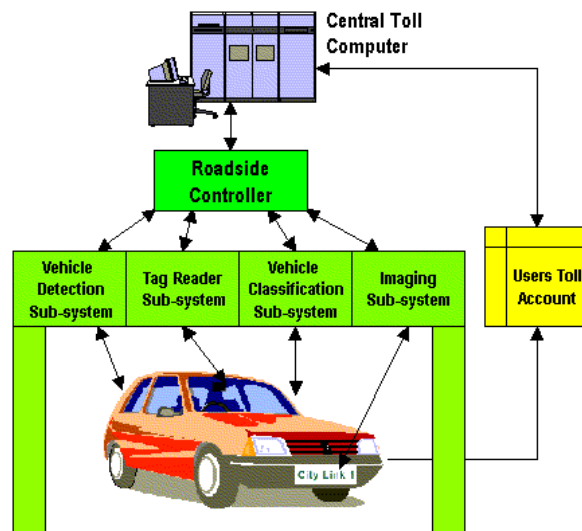 Central Toll
Computer
Roadside
Controller
Vehicle
Detection
Sub-system
Tag Reader
Sub-system
Vehicle
Classification
Sub-system
Imaging
Sub-system
Users Toll
Account
City Link 1